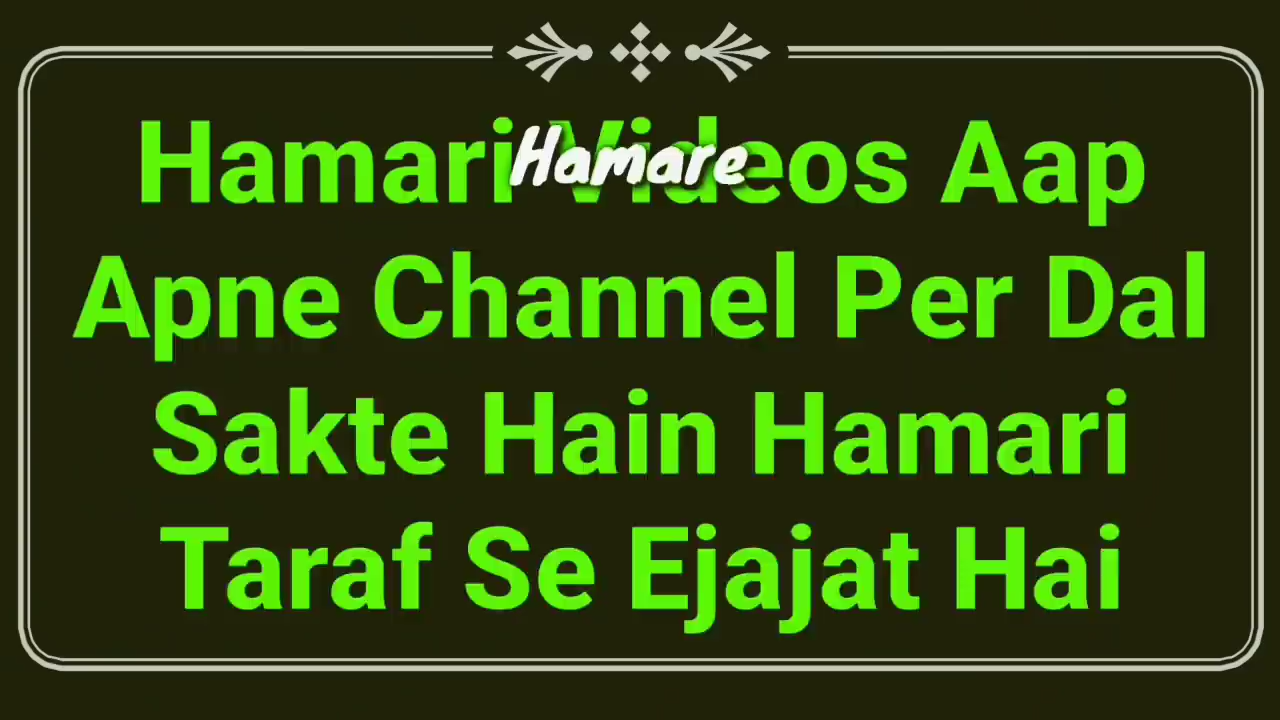 Hamari Videos Aap
Hamare
Apne Channel Per Dal
Sakte Hain Hamari
Taraf Se Ejajat Hai